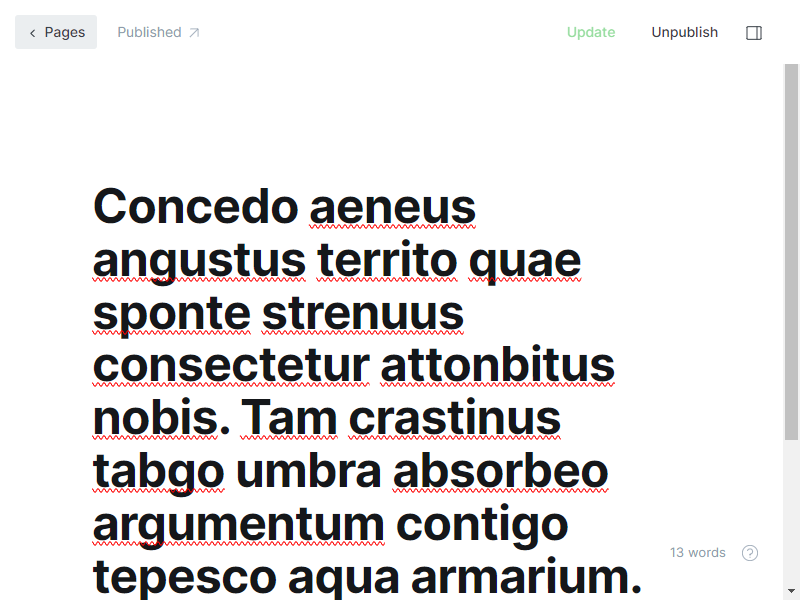 Pages
Published
Update
Unpublish
Concedo aeneus
angustus territo quae
sponte strenuus
consectetur attonbitus
nobis. Tam crastinus
tabgo umbra absorbeo
argumentum contigo
tepesco aqua armarium.
13 words
?